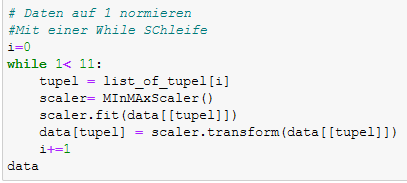 # Daten auf 1 normieren
#Mit einer While SChleife
i=0
while 1< 11:
    tupel = list_of_tupel[i]
    scaler= MInMAxScaler()
    scaler.fit(data[[tupel]])
    data[tupel] = scaler.transform(data[[tupel]])
    i+=1
data